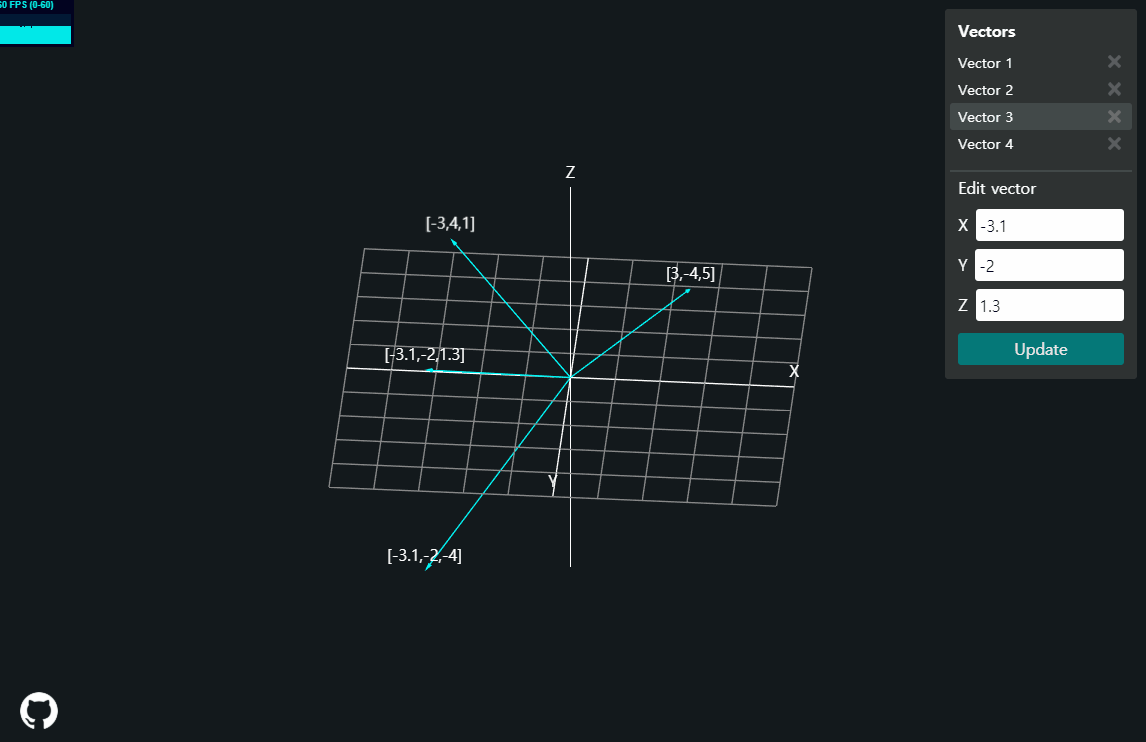 60 FPS (0-60)
Vectors
Vector 1
Vector 2
Vector 3
Vector 4
Edit vector
X -3.1
Y -2
Z 1.3
Update
Z
[-3,4,1]
[3,-4,5]
[-3.1,-2,1.3]
X
Y
[-3.1,-2,-4]